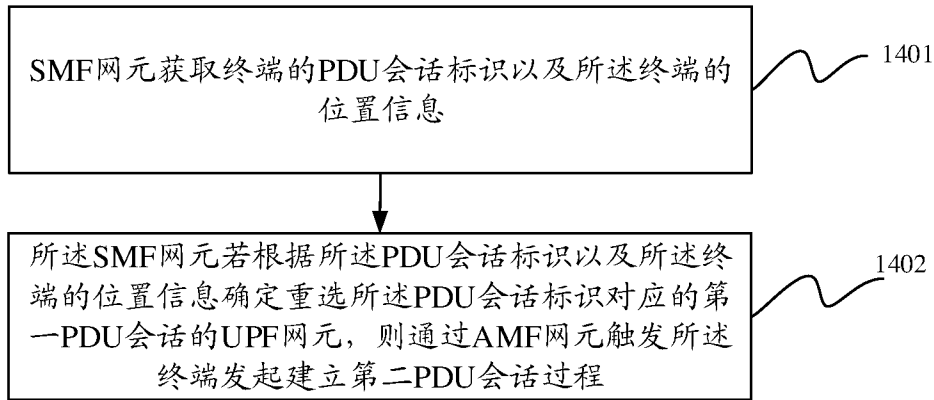 SMF网元获取终端的PDU会话标识以及所述终端的
位置信息
1401
所述SMF网元若根据所述PDU会话标识以及所述终
端的位置信息确定重选所述PDU会话标识对应的第
一PDU会话的UPF网元，则通过AMF网元触发所述
终端发起建立第二PDU会话过程
1402